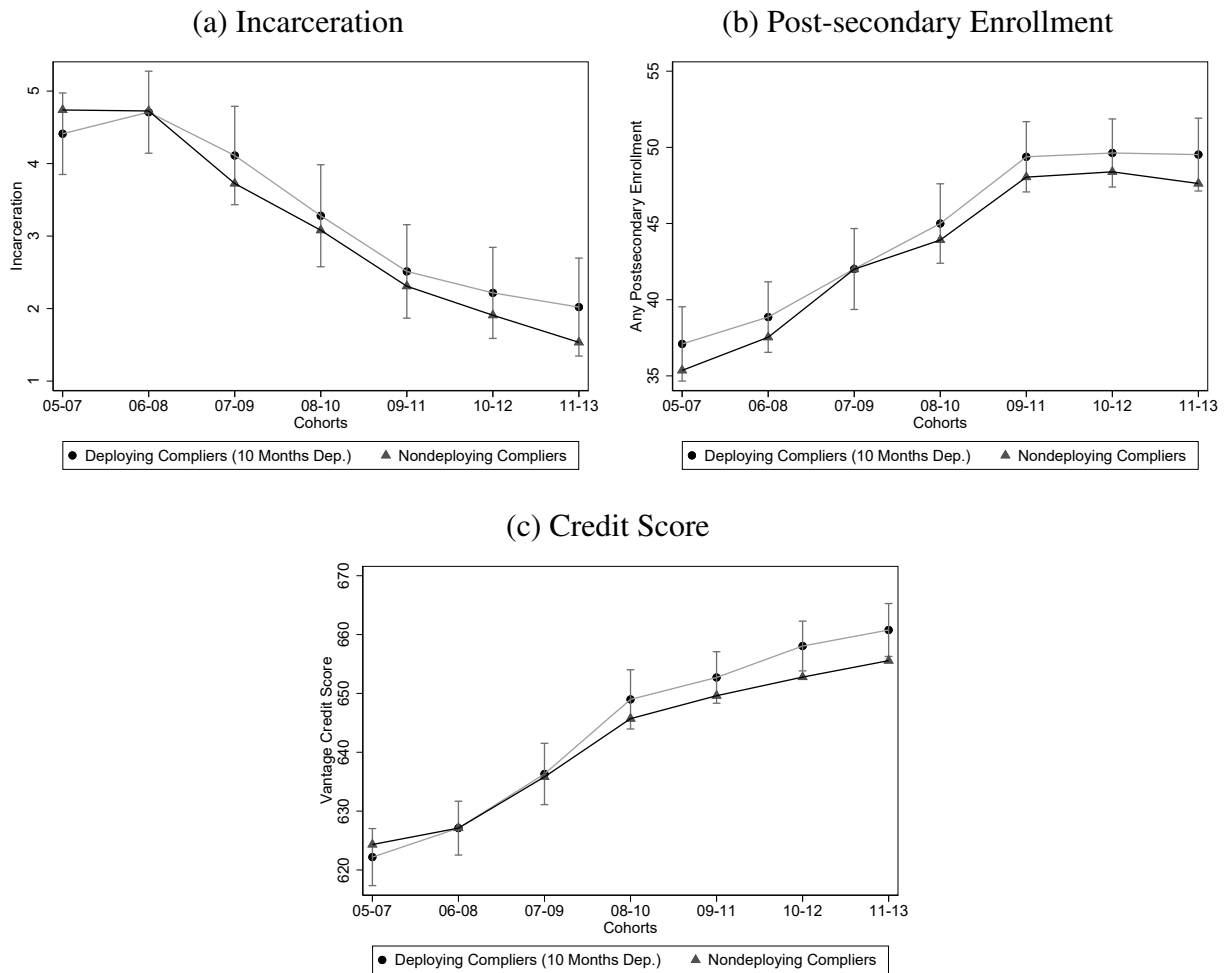 (a) Incarceration
Incarceration
5
4
3
2
1
05-07 06-08 07-09 08-10 09-11 10-12 11-13
Cohorts
Deploying Compliers (10 Months Dep.) Nondeploying Compliers
(b) Post-secondary Enrollment
Any Postsecondary Enrollment
55
50
45
40
35
05-07 06-08 07-09 08-10 09-11 10-12 11-13
Cohorts
Deploying Compliers (10 Months Dep.) Nondeploying Compliers
(c) Credit Score
Vantage Credit Score
670
660
650
640
630
620
05-07 06-08 07-09 08-10 09-11 10-12 11-13
Cohorts
Deploying Compliers (10 Months Dep.) Nondeploying Compliers